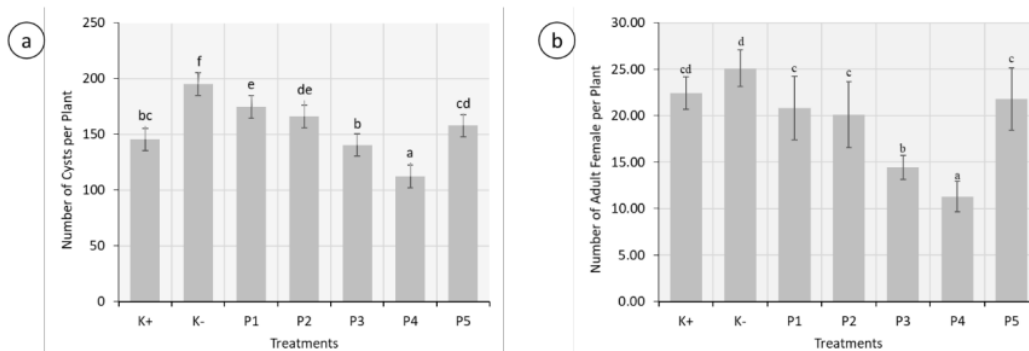 a
Number of Cysts per Plant
250
200
150
100
50
0
bc
f
e
de
b
a
cd
K+ K- P1 P2 P3 P4 P5
Treatments
b
Number of Adult Female per Plant
30.00
25.00
20.00
15.00
10.00
5.00
0.00
cd
d
c
c
b
a
c
K+ K- P1 P2 P3 P4 P5
Treatments